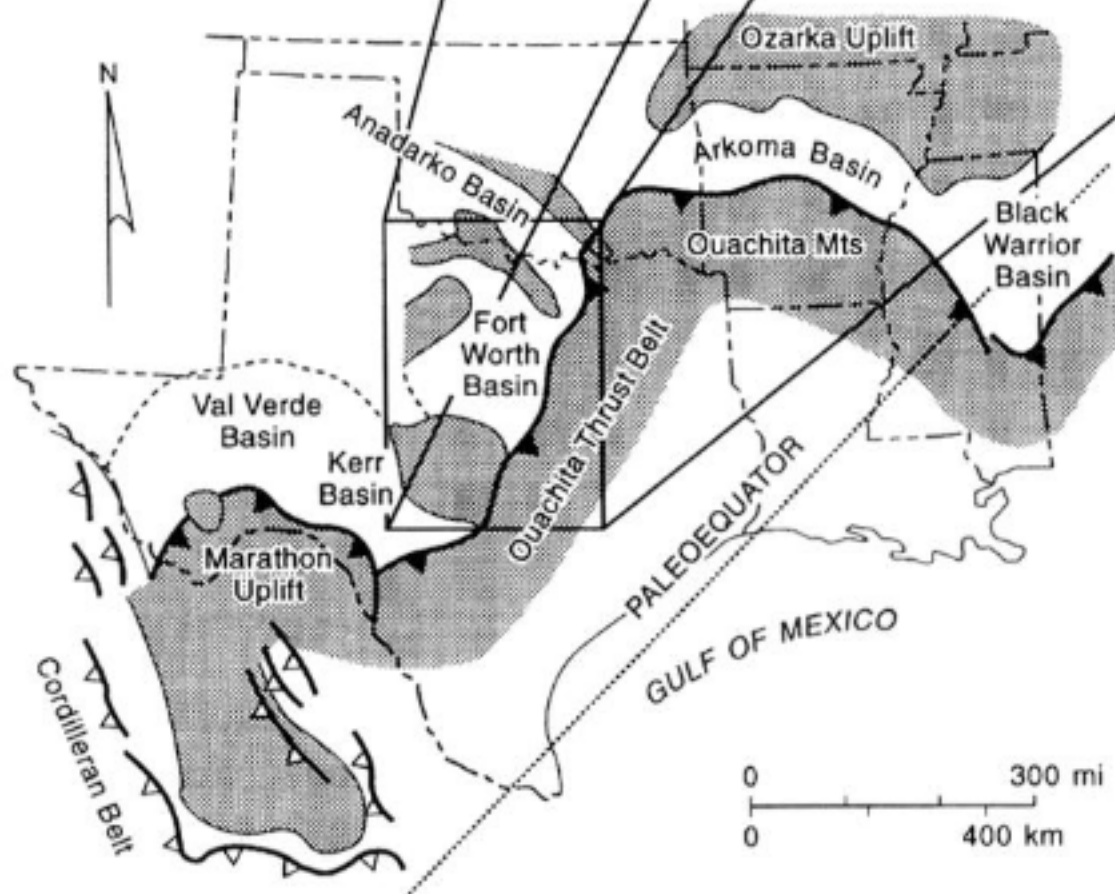 Ozarka Uplift
N
Anadarko Basin
Arkoma Basin
Black
Warrior
Basin
Ouachita Mts
Fort
Worth
Basin
Val Verde
Basin
Kerr
Basin
Ouachita Thrust Belt
PALEOEQUATOR
Marathon
Uplift
GULF OF MEXICO
Cordilleran Belt
0 300 mi
0 400 km